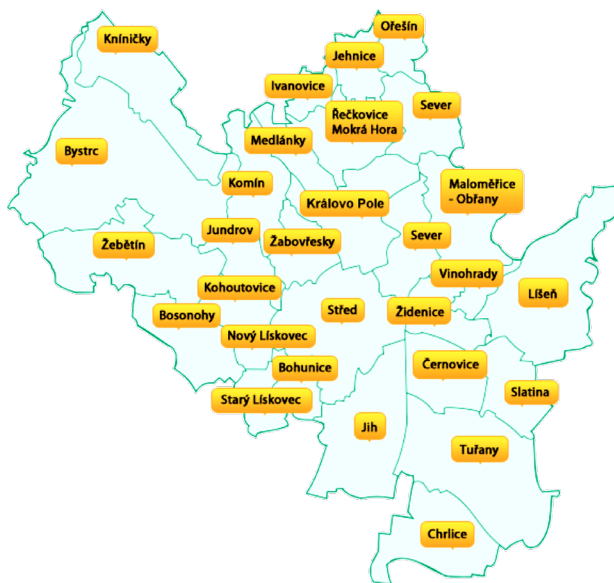 Ořešín
Kníničky
Jehnice
Ivanovice
Sever
Řečkovice
Mokrá Hora
Medlánky
Bystrc
Komín
Maloměřice
- Obřany
Královo Pole
Jundrov
Sever
Žabovřesky
Žebětín
Vinohrady
Kohoutovice
Líšeň
Bosonohy
Střed
Židenice
Nový Lískovec
Černovice
Bohunice
Slatina
Starý Lískovec
Jih
Tuřany
Chrlice